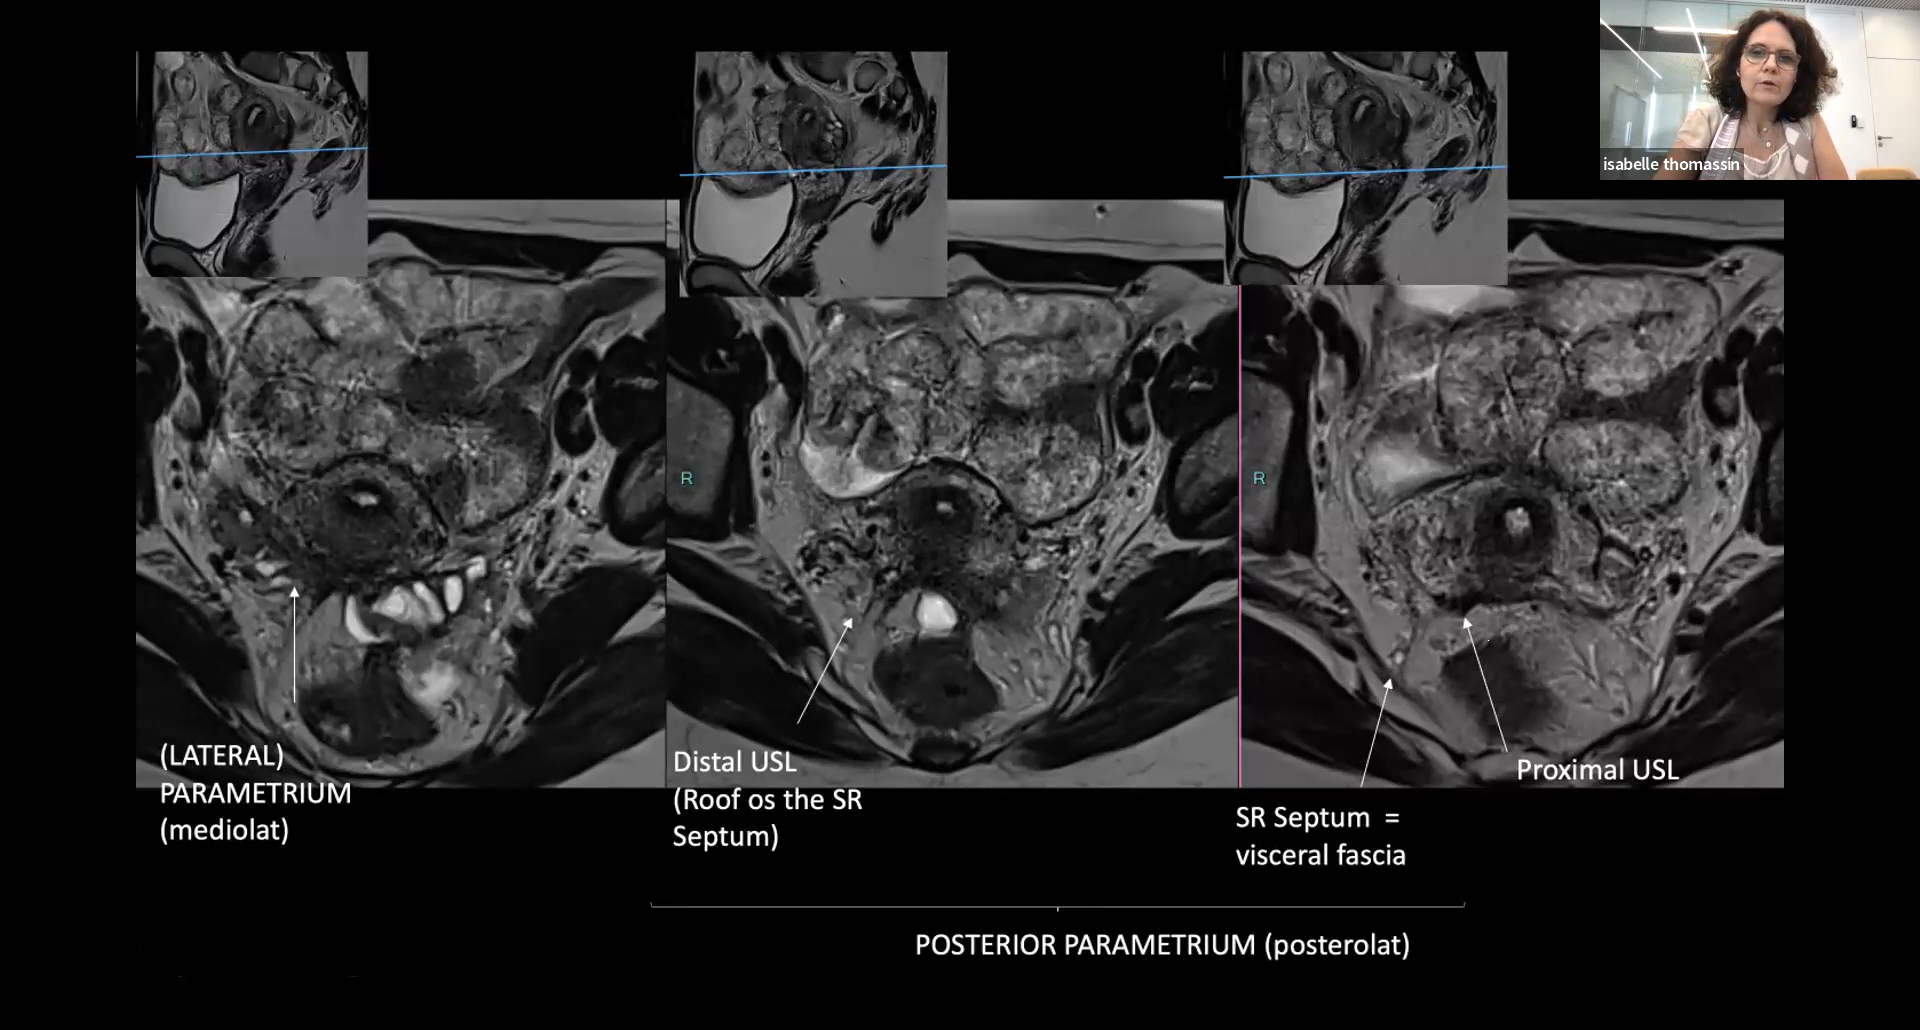 isabelle thomassin
R
R
(LATERAL)
PARAMETRIUM
(mediolat)
Distal USL
(Roof os the SR
Septum)
Proximal USL
SR Septum =
visceral fascia
POSTERIOR PARAMETRIUM (posterolat)